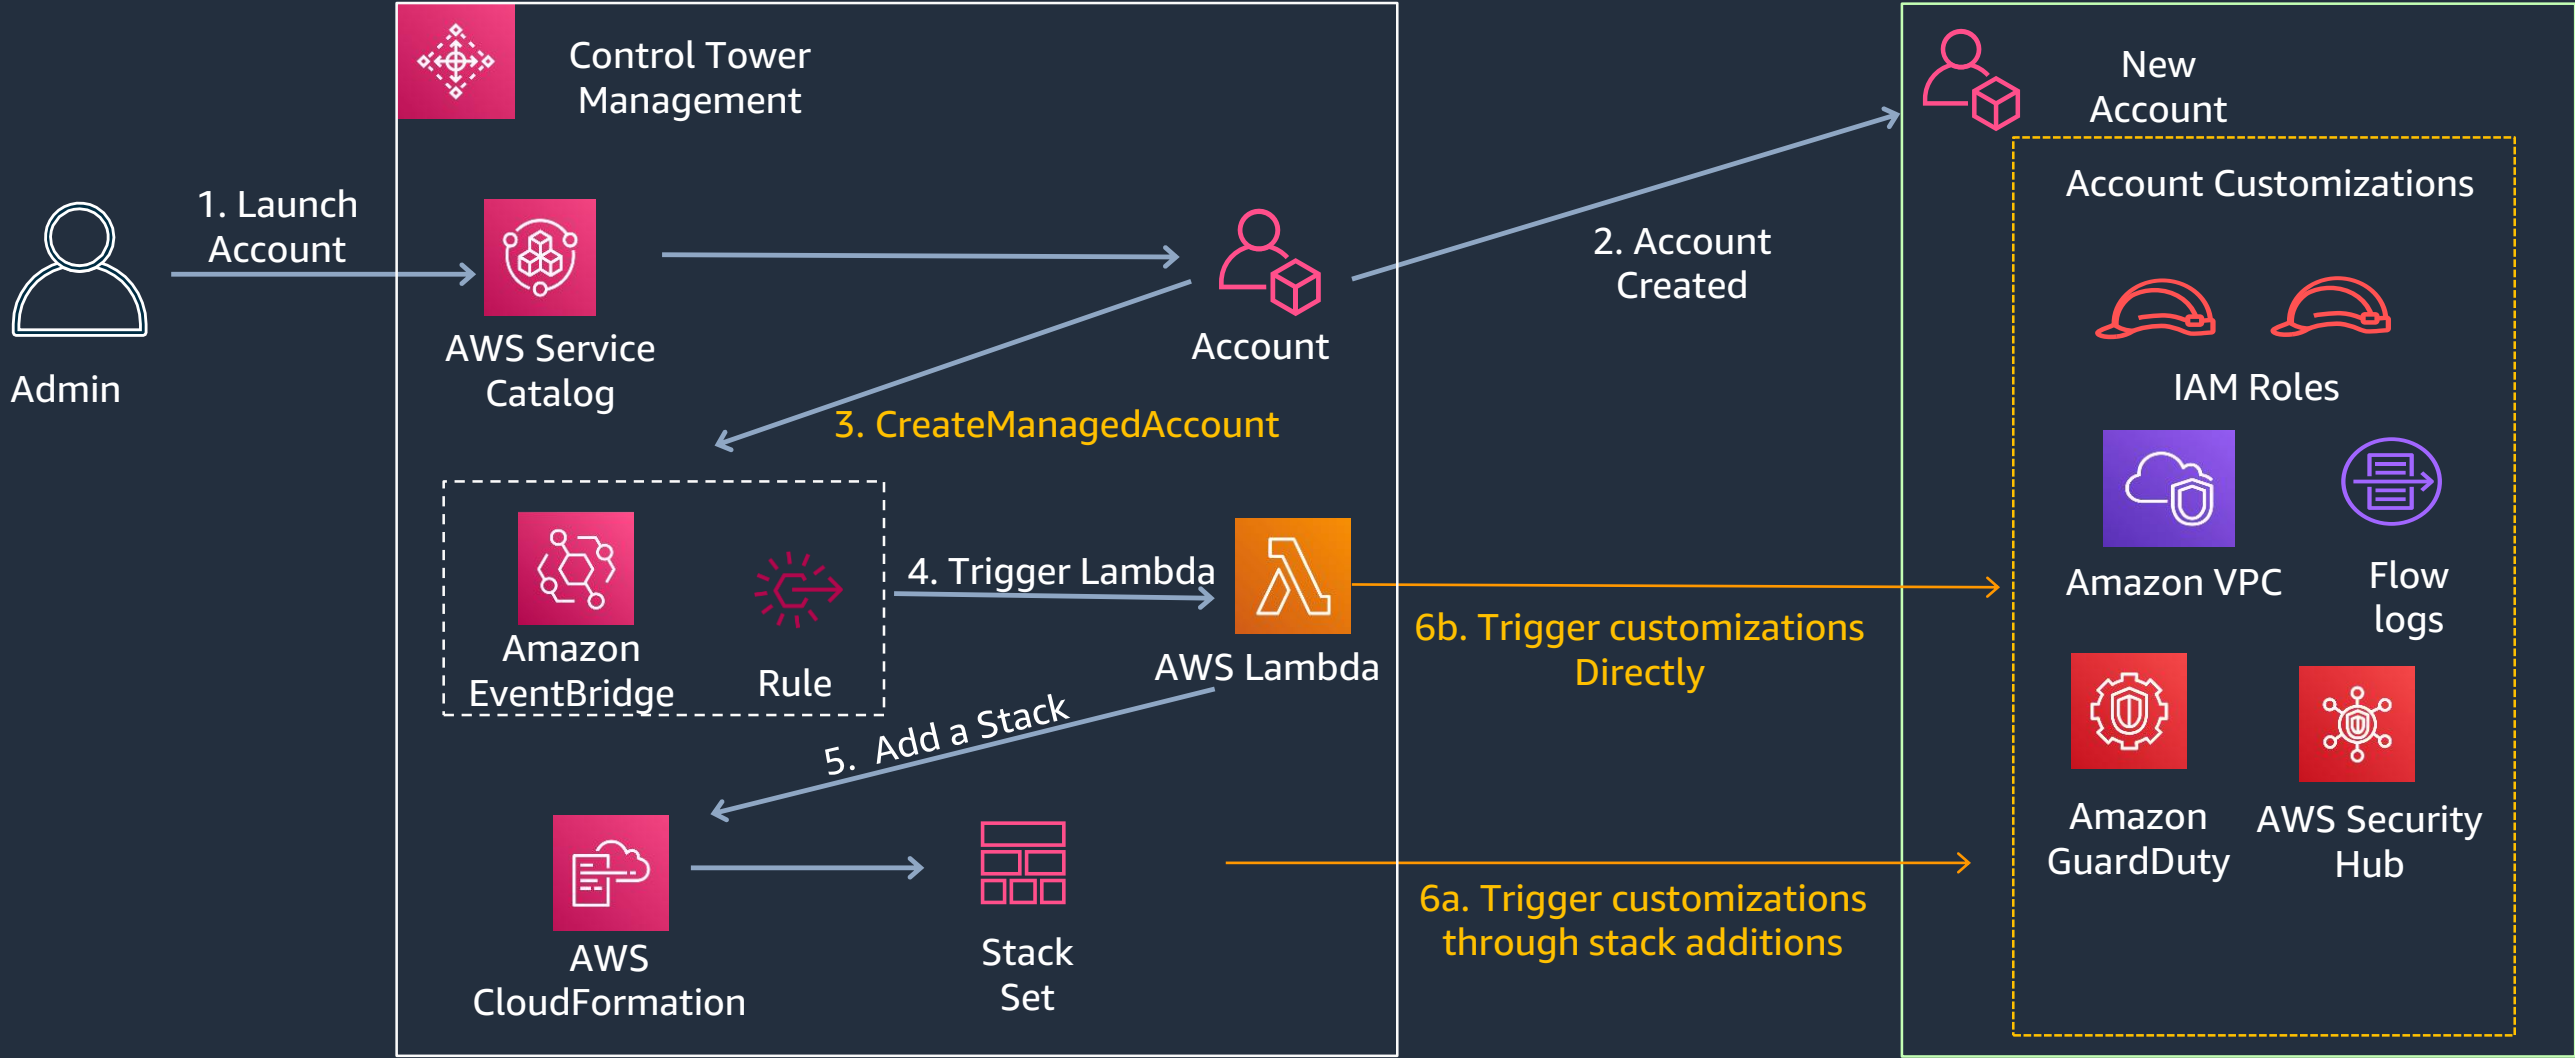 Control Tower
Management
New
Account
Account Customizations
1. Launch
Account
2. Account
Created
Admin
AWS Service
Catalog
Account
3. CreateManagedAccount
IAM Roles
Amazon VPC
Flow
logs
4. Trigger Lambda
Amazon
EventBridge
Rule
AWS Lambda
6b. Trigger customizations
Directly
5. Add a Stack
Amazon
GuardDuty
AWS Security
Hub
6a. Trigger customizations
through stack additions
AWS
CloudFormation
Stack
Set